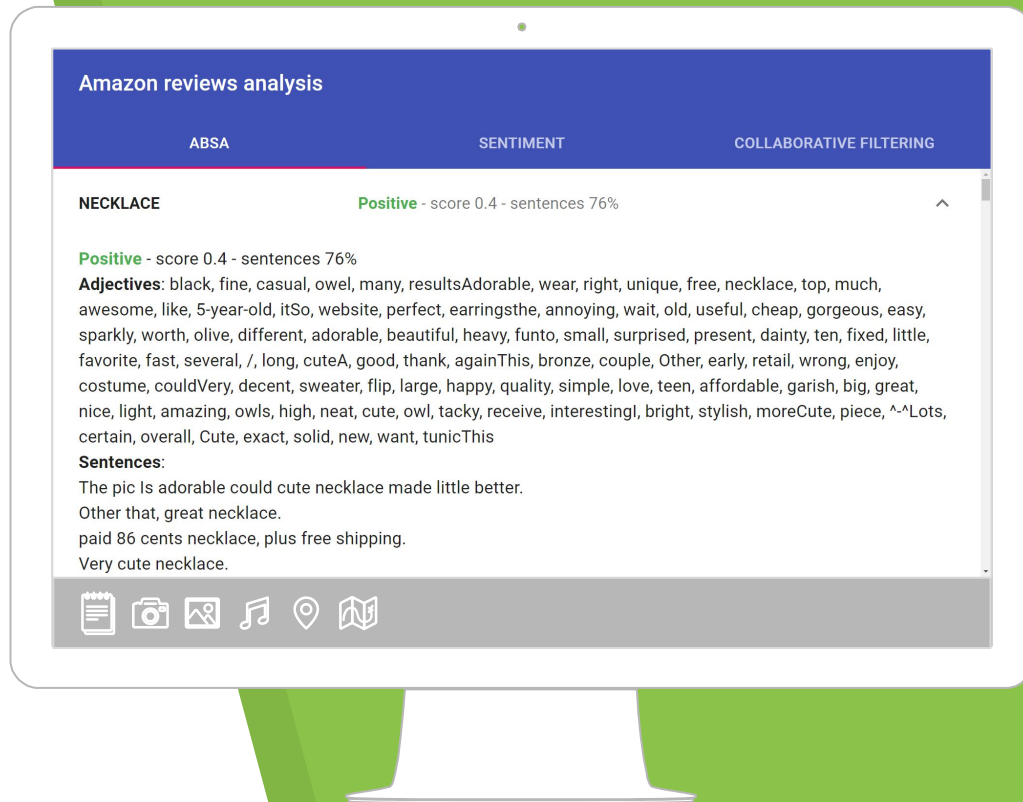 Amazon reviews analysis
ABSA SENTIMENT COLLABORATIVE FILTERING
NECKLACE Positive - score 0.4 - sentences 76%
Positive - score 0.4 - sentences 76%
Adjectives: black, fine, casual, owel, many, resultsAdorable, wear, right, unique, free, necklace, top, much,
awesome, like, 5-year-old, itSo, website, perfect, earringsthe, annoying, wait, old, useful, cheap, gorgeous, easy,
sparkly, worth, olive, different, adorable, beautiful, heavy, funto, small, surprised, present, dainty, ten, fixed, little,
favorite, fast, several, /, long, cuteA, good, thank, againThis, bronze, couple, Other, early, retail, wrong, enjoy,
costume, couldVery, decent, sweater, flip, large, happy, quality, simple, love, teen, affordable, garish, big, great,
nice, light, amazing, owls, high, neat, cute, owl, tacky, receive, interestingI, bright, stylish, moreCute, piece, ^-^Lots,
certain, overall, Cute, exact, solid, new, want, tunicThis
Sentences:
The pic Is adorable could cute necklace made little better.
Other that, great necklace.
paid 86 cents necklace, plus free shipping.
Very cute necklace.